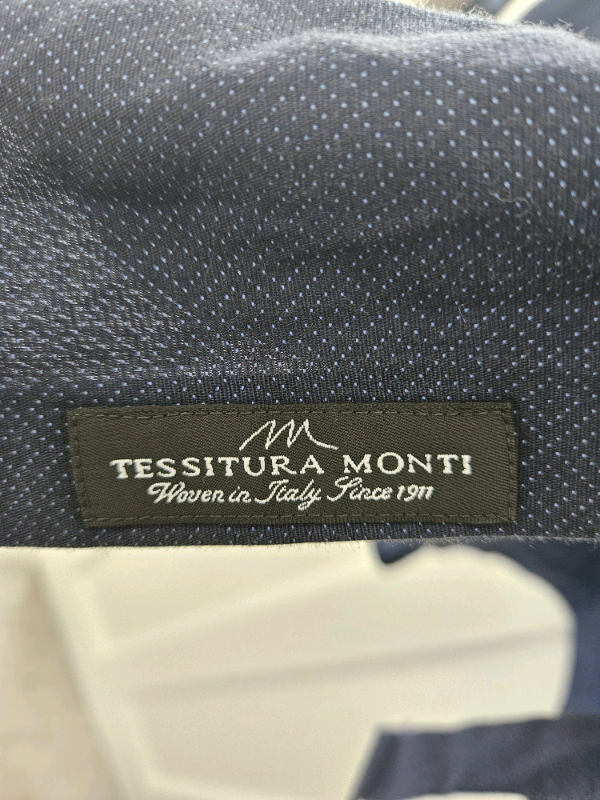 TESSITURA MONTI
Woven in Italy Since 1911